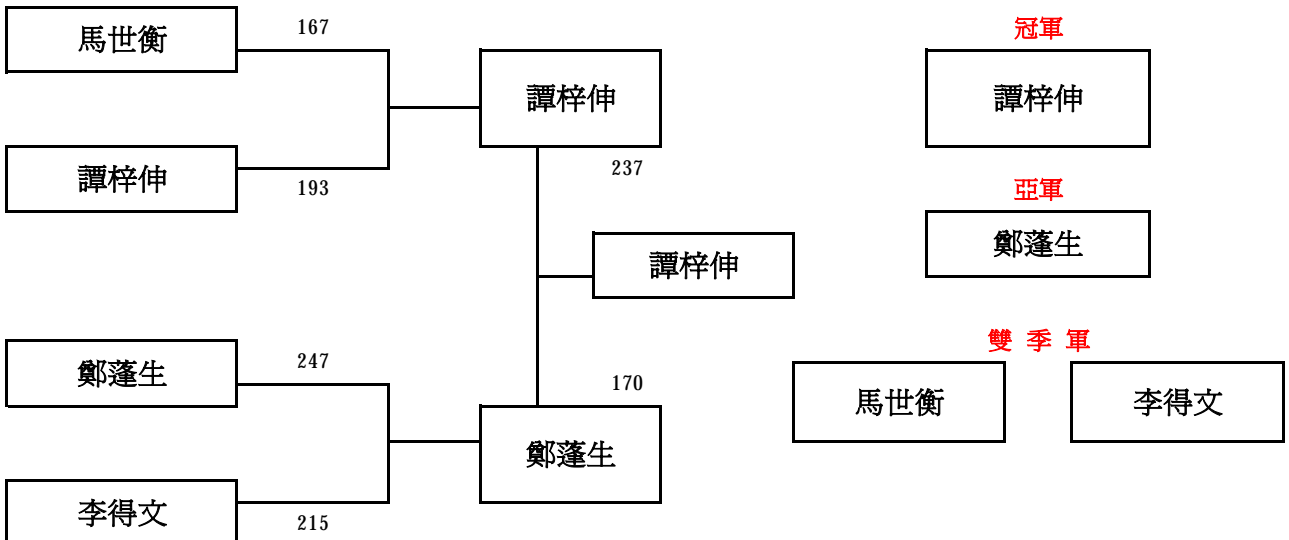 馬世衡
167
譚梓伸
193
譚梓伸
237
譚梓伸
鄭蓬生
247
李得文
215
170
鄭蓬生
冠軍
譚梓伸
亞軍
鄭蓬生
雙 季 軍
馬世衡
李得文